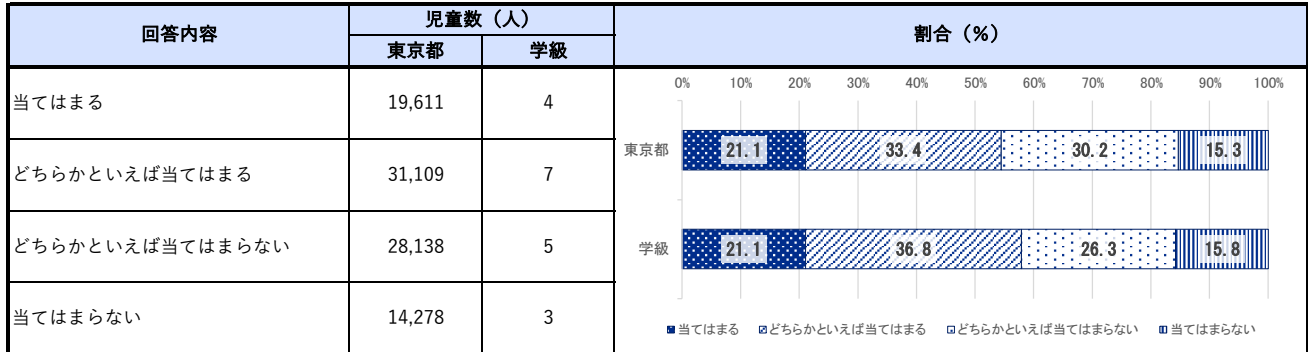 回答内容
児童数（人）
割合（%）
東京都
学級
当てはまる
19,611
4
どちらかといえば当てはまる
31,109
7
どちらかといえば当てはまらない
28,138
5
当てはまらない
14,278
3
0% 10% 20% 30% 40% 50% 60% 70% 80% 90% 100%
東京都 21.1 33.4 30.2 15.3
学級 21.1 36.8 26.3 15.8
当てはまる どちらかといえば当てはまる どちらかといえば当てはまらない 当てはまらない